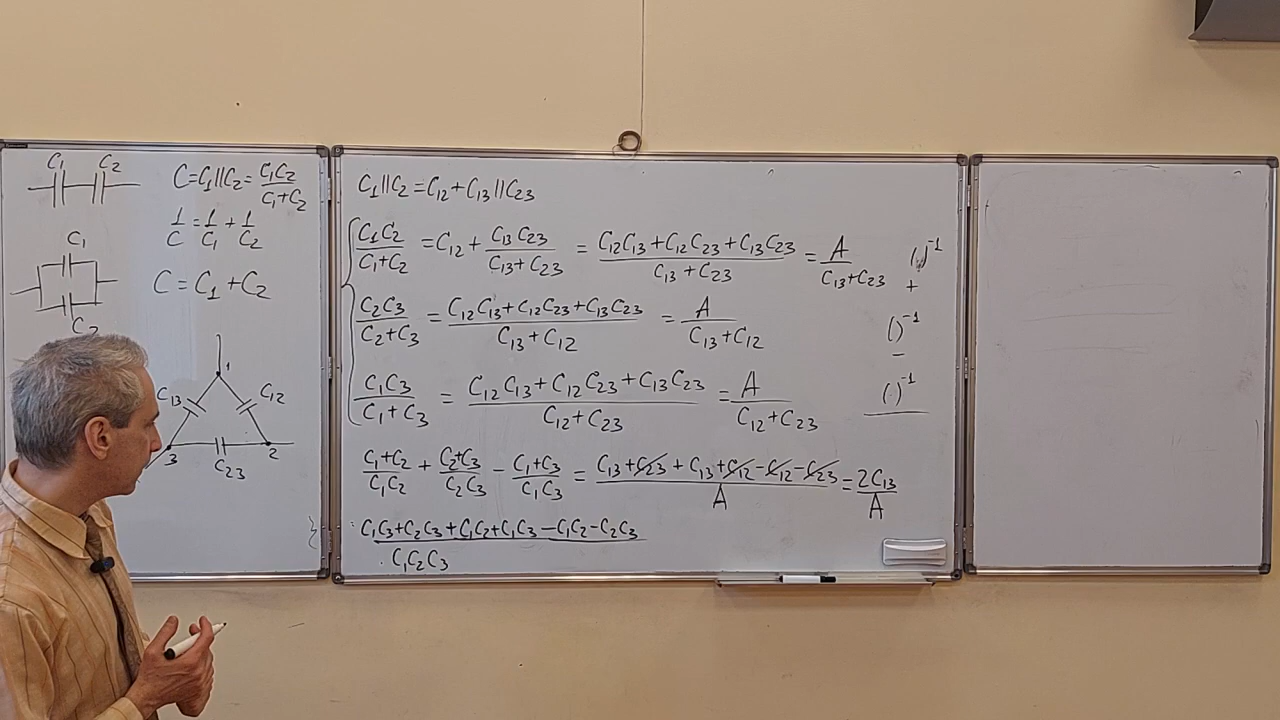 C₁ C₂
C=C₁||C₂= C₁C₂/(C₁+C₂)
1/C = 1/C₁ + 1/C₂
C₁
C = C₁ + C₂
C₂
1
C₁₃ C₁₂
3 C₂₃ 2
C₁||C₂ = C₁₂ + C₁₃||C₂₃
C₁C₂/(C₁+C₂) = C₁₂ + C₁₃C₂₃/(C₁₃+C₂₃) = (C₁₂C₁₃+C₁₂C₂₃+C₁₃C₂₃)/(C₁₃+C₂₃) = A/(C₁₃+C₂₃) ( )⁻¹
+
C₂C₃/(C₂+C₃) = (C₁₂C₁₃+C₁₂C₂₃+C₁₃C₂₃)/(C₁₃+C₁₂) = A/(C₁₃+C₁₂) ( )⁻¹
−
C₁C₃/(C₁+C₃) = (C₁₂C₁₃+C₁₂C₂₃+C₁₃C₂₃)/(C₁₂+C₂₃) = A/(C₁₂+C₂₃) ( )⁻¹
(C₁+C₂)/(C₁C₂) + (C₂+C₃)/(C₂C₃) − (C₁+C₃)/(C₁C₃) = (C₁₃+C₂₃+C₁₃+C₁₂−C₁₂−C₂₃)/A = 2C₁₃/A
(C₁C₃+C₂C₃+C₁C₂+C₁C₃−C₁C₂−C₂C₃)/(C₁C₂C₃)